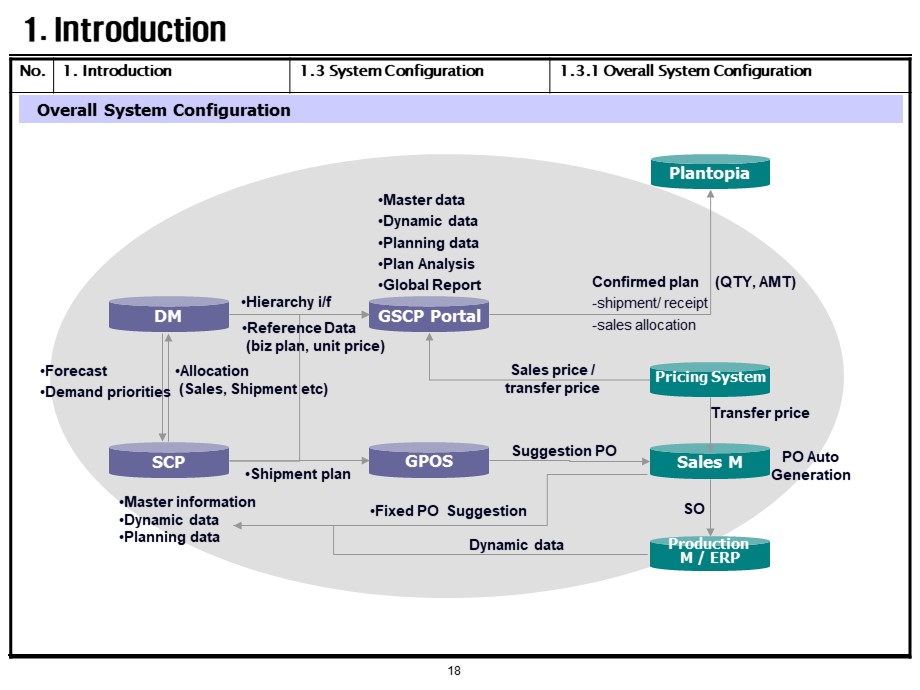 1. Introduction
No. 1. Introduction 1.3 System Configuration 1.3.1 Overall System Configuration
Overall System Configuration
Plantopia
•Master data
•Dynamic data
•Planning data
•Plan Analysis
•Global Report
Confirmed plan (QTY, AMT)
-shipment/ receipt
-sales allocation
DM
•Hierarchy i/f
•Reference Data
(biz plan, unit price)
GSCP Portal
•Forecast
•Demand priorities
•Allocation
(Sales, Shipment etc)
Sales price /
transfer price
Pricing System
Transfer price
SCP
•Shipment plan
GPOS
Suggestion PO
Sales M
PO Auto
Generation
•Master information
•Dynamic data
•Planning data
•Fixed PO Suggestion
SO
Dynamic data
Production
M / ERP
18